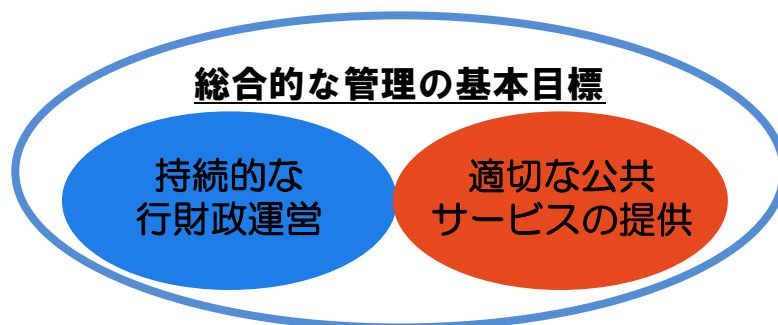 総合的な管理の基本目標
持続的な
行財政運営
適切な公共
サービスの提供